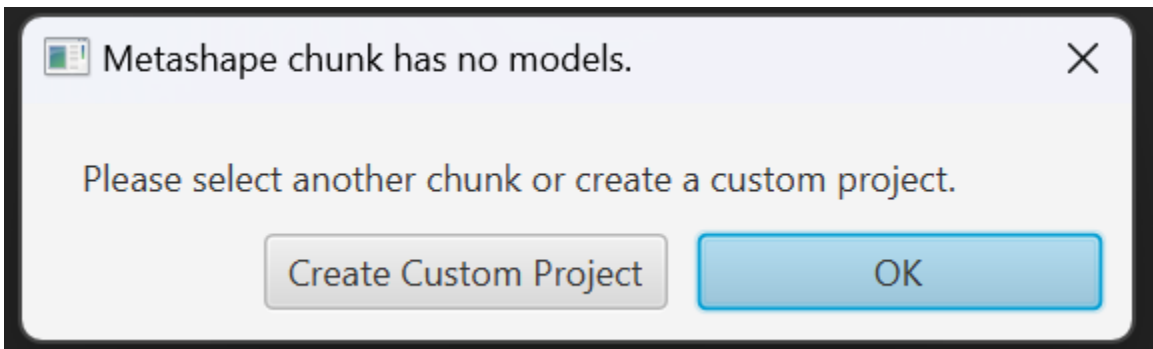 Metashape chunk has no models.
Please select another chunk or create a custom project.
Create Custom Project
OK